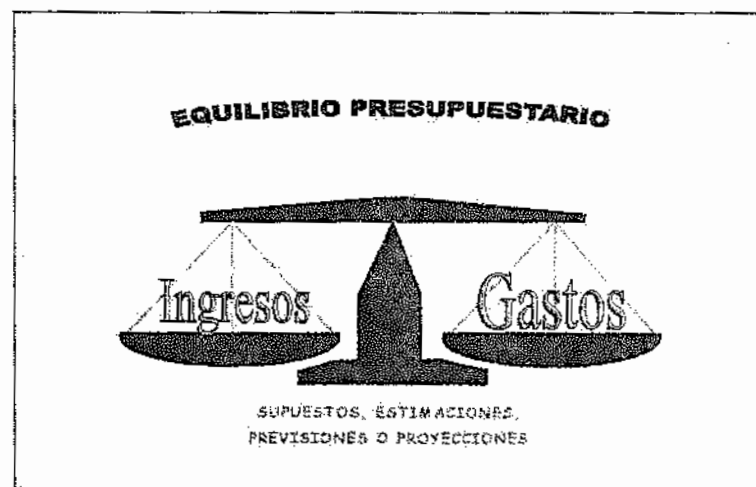 EQUILIBRIO PRESUPUESTARIO
Ingresos
Gastos
SUPUESTOS, ESTIMACIONES,
PREVISIONES O PROYECCIONES